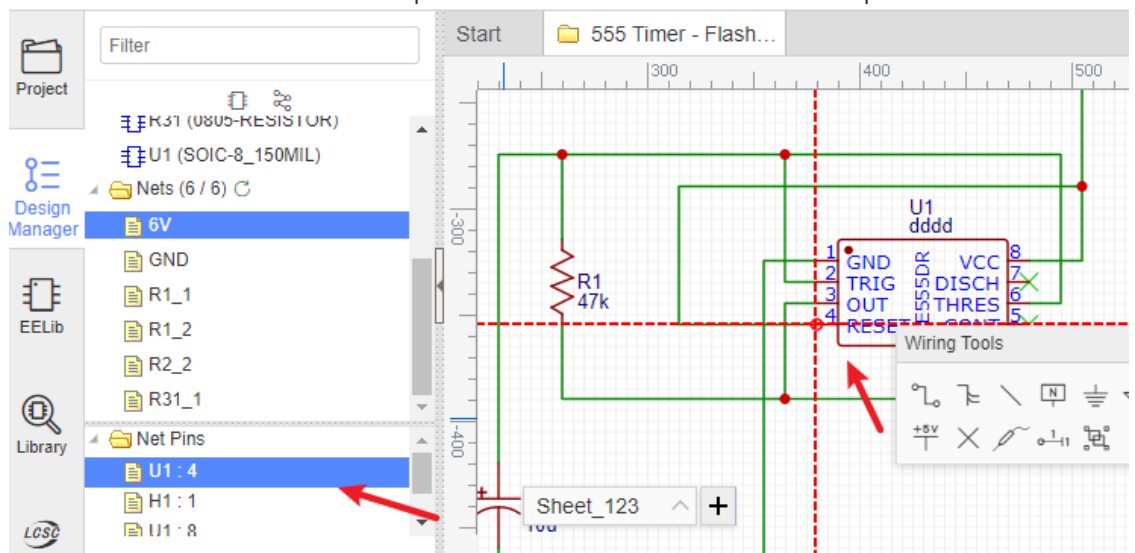 Project
Design
Manager
EELib
Library
LCSC
Filter
R31 (0805-RESISTOR)
U1 (SOIC-8_150MIL)
Nets (6 / 6)
6V
GND
R1_1
R1_2
R2_2
R31_1
Net Pins
U1 : 4
H1 : 1
U1 : 8
Start
555 Timer - Flash...
300
400
500
-300
-400
R1
47k
U1
dddd
1
2
3
4
GND
TRIG
OUT
RESET
E555DR
VCC
DISCH
THRES
CONT
8
7
6
5
+
10u
Sheet_123
+
Wiring Tools
N
+5V
1